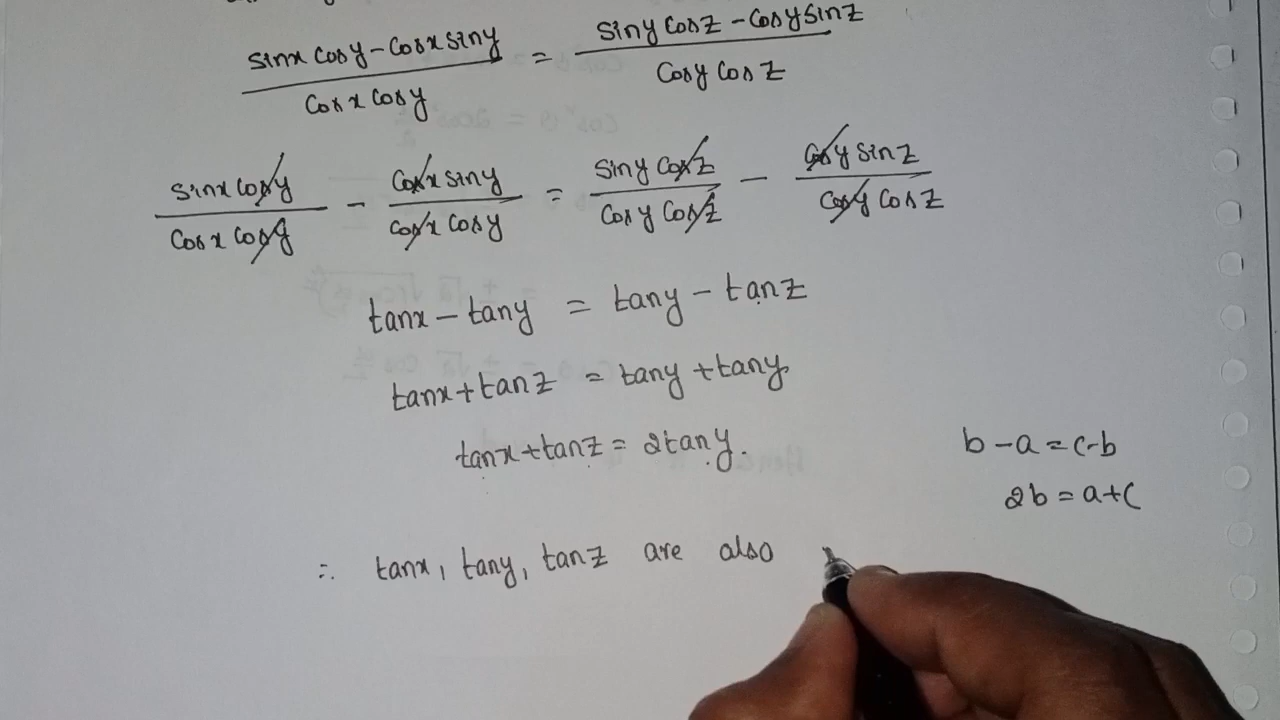 sinx cosy - cosx siny / cosx cosy = siny cosz - cosy sinz / cosy cosz
sinx cosy / cosx cosy - cosx siny / cosx cosy = siny cosz / cosy cosz - cosy sinz / cosy cosz
tanx - tany = tany - tanz
tanx + tanz = tany + tany
tanx + tanz = 2tany.
b - a = c - b
2b = a + c
∴ tanx, tany, tanz are also